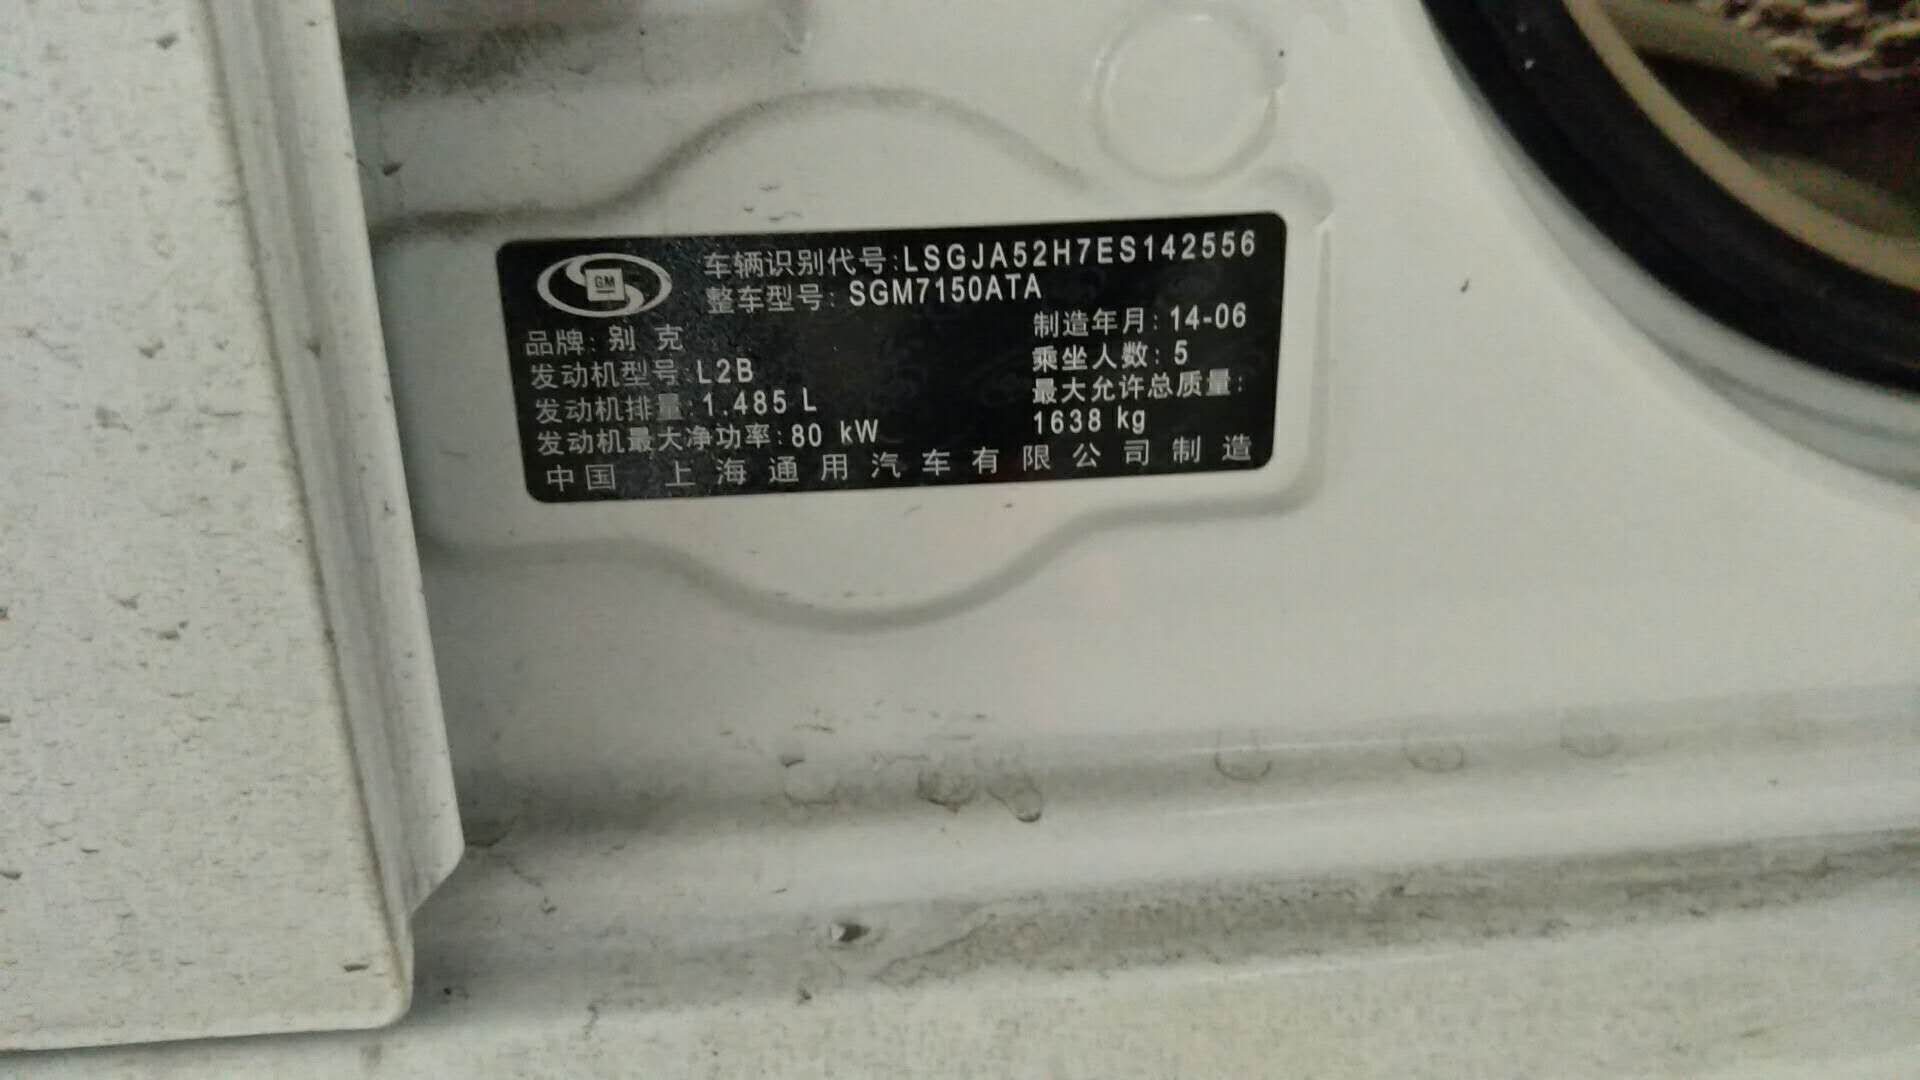 GM
车辆识别代号:LSGJA52H7ES142556
整车型号: SGM7150ATA
品牌: 别 克
制造年月: 14-06
发动机型号:L2B
乘坐人数: 5
发动机排量:1.485 L
最大允许总质量:
1638 kg
发动机最大净功率:80 kW
中国 上海通用汽车有限公司制造